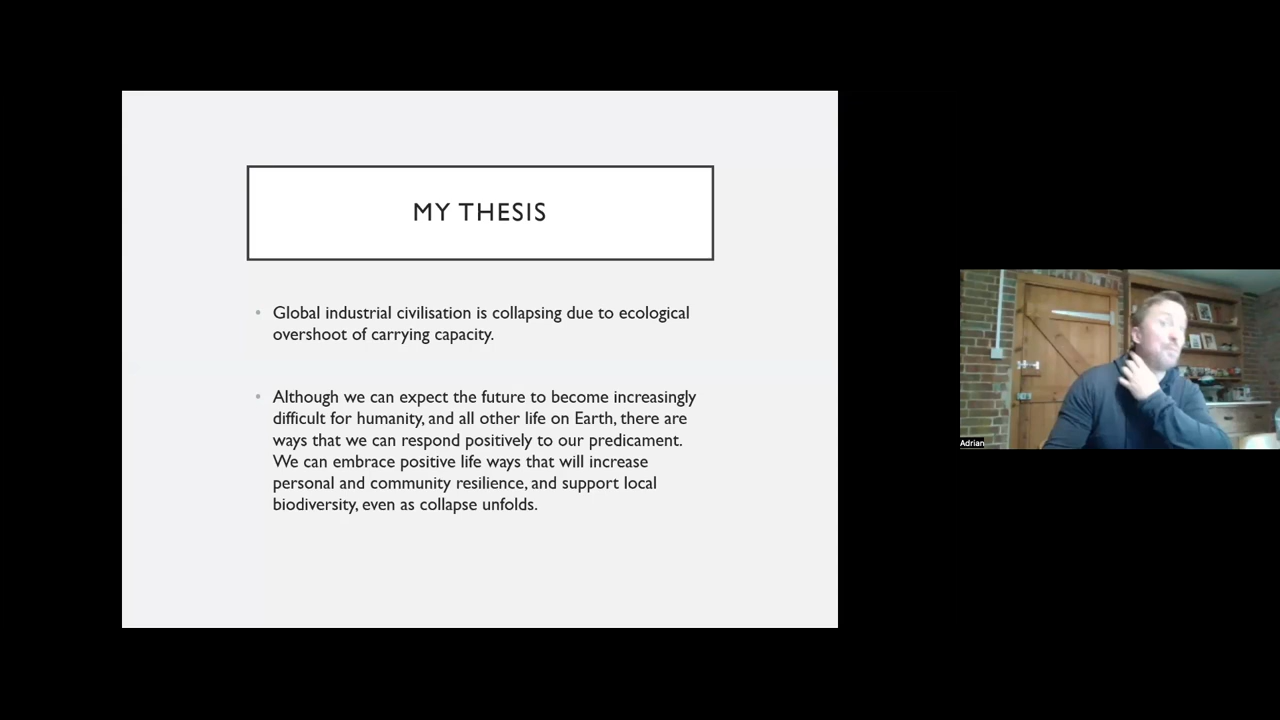 MY THESIS
• Global industrial civilisation is collapsing due to ecological
overshoot of carrying capacity.
• Although we can expect the future to become increasingly
difficult for humanity, and all other life on Earth, there are
ways that we can respond positively to our predicament.
We can embrace positive life ways that will increase
personal and community resilience, and support local
biodiversity, even as collapse unfolds.
Adrian